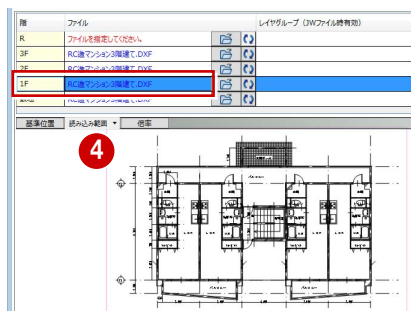 階 ファイル レイヤグループ（JWファイル時有効）
R ファイルを指定してください。
3F RC造マンション3階建て.DXF
2F RC造マンション3階建て.DXF
1F RC造マンション3階建て.DXF
RC造マンション3階建て.DXF
基準位置 読み込み範囲 倍率
4